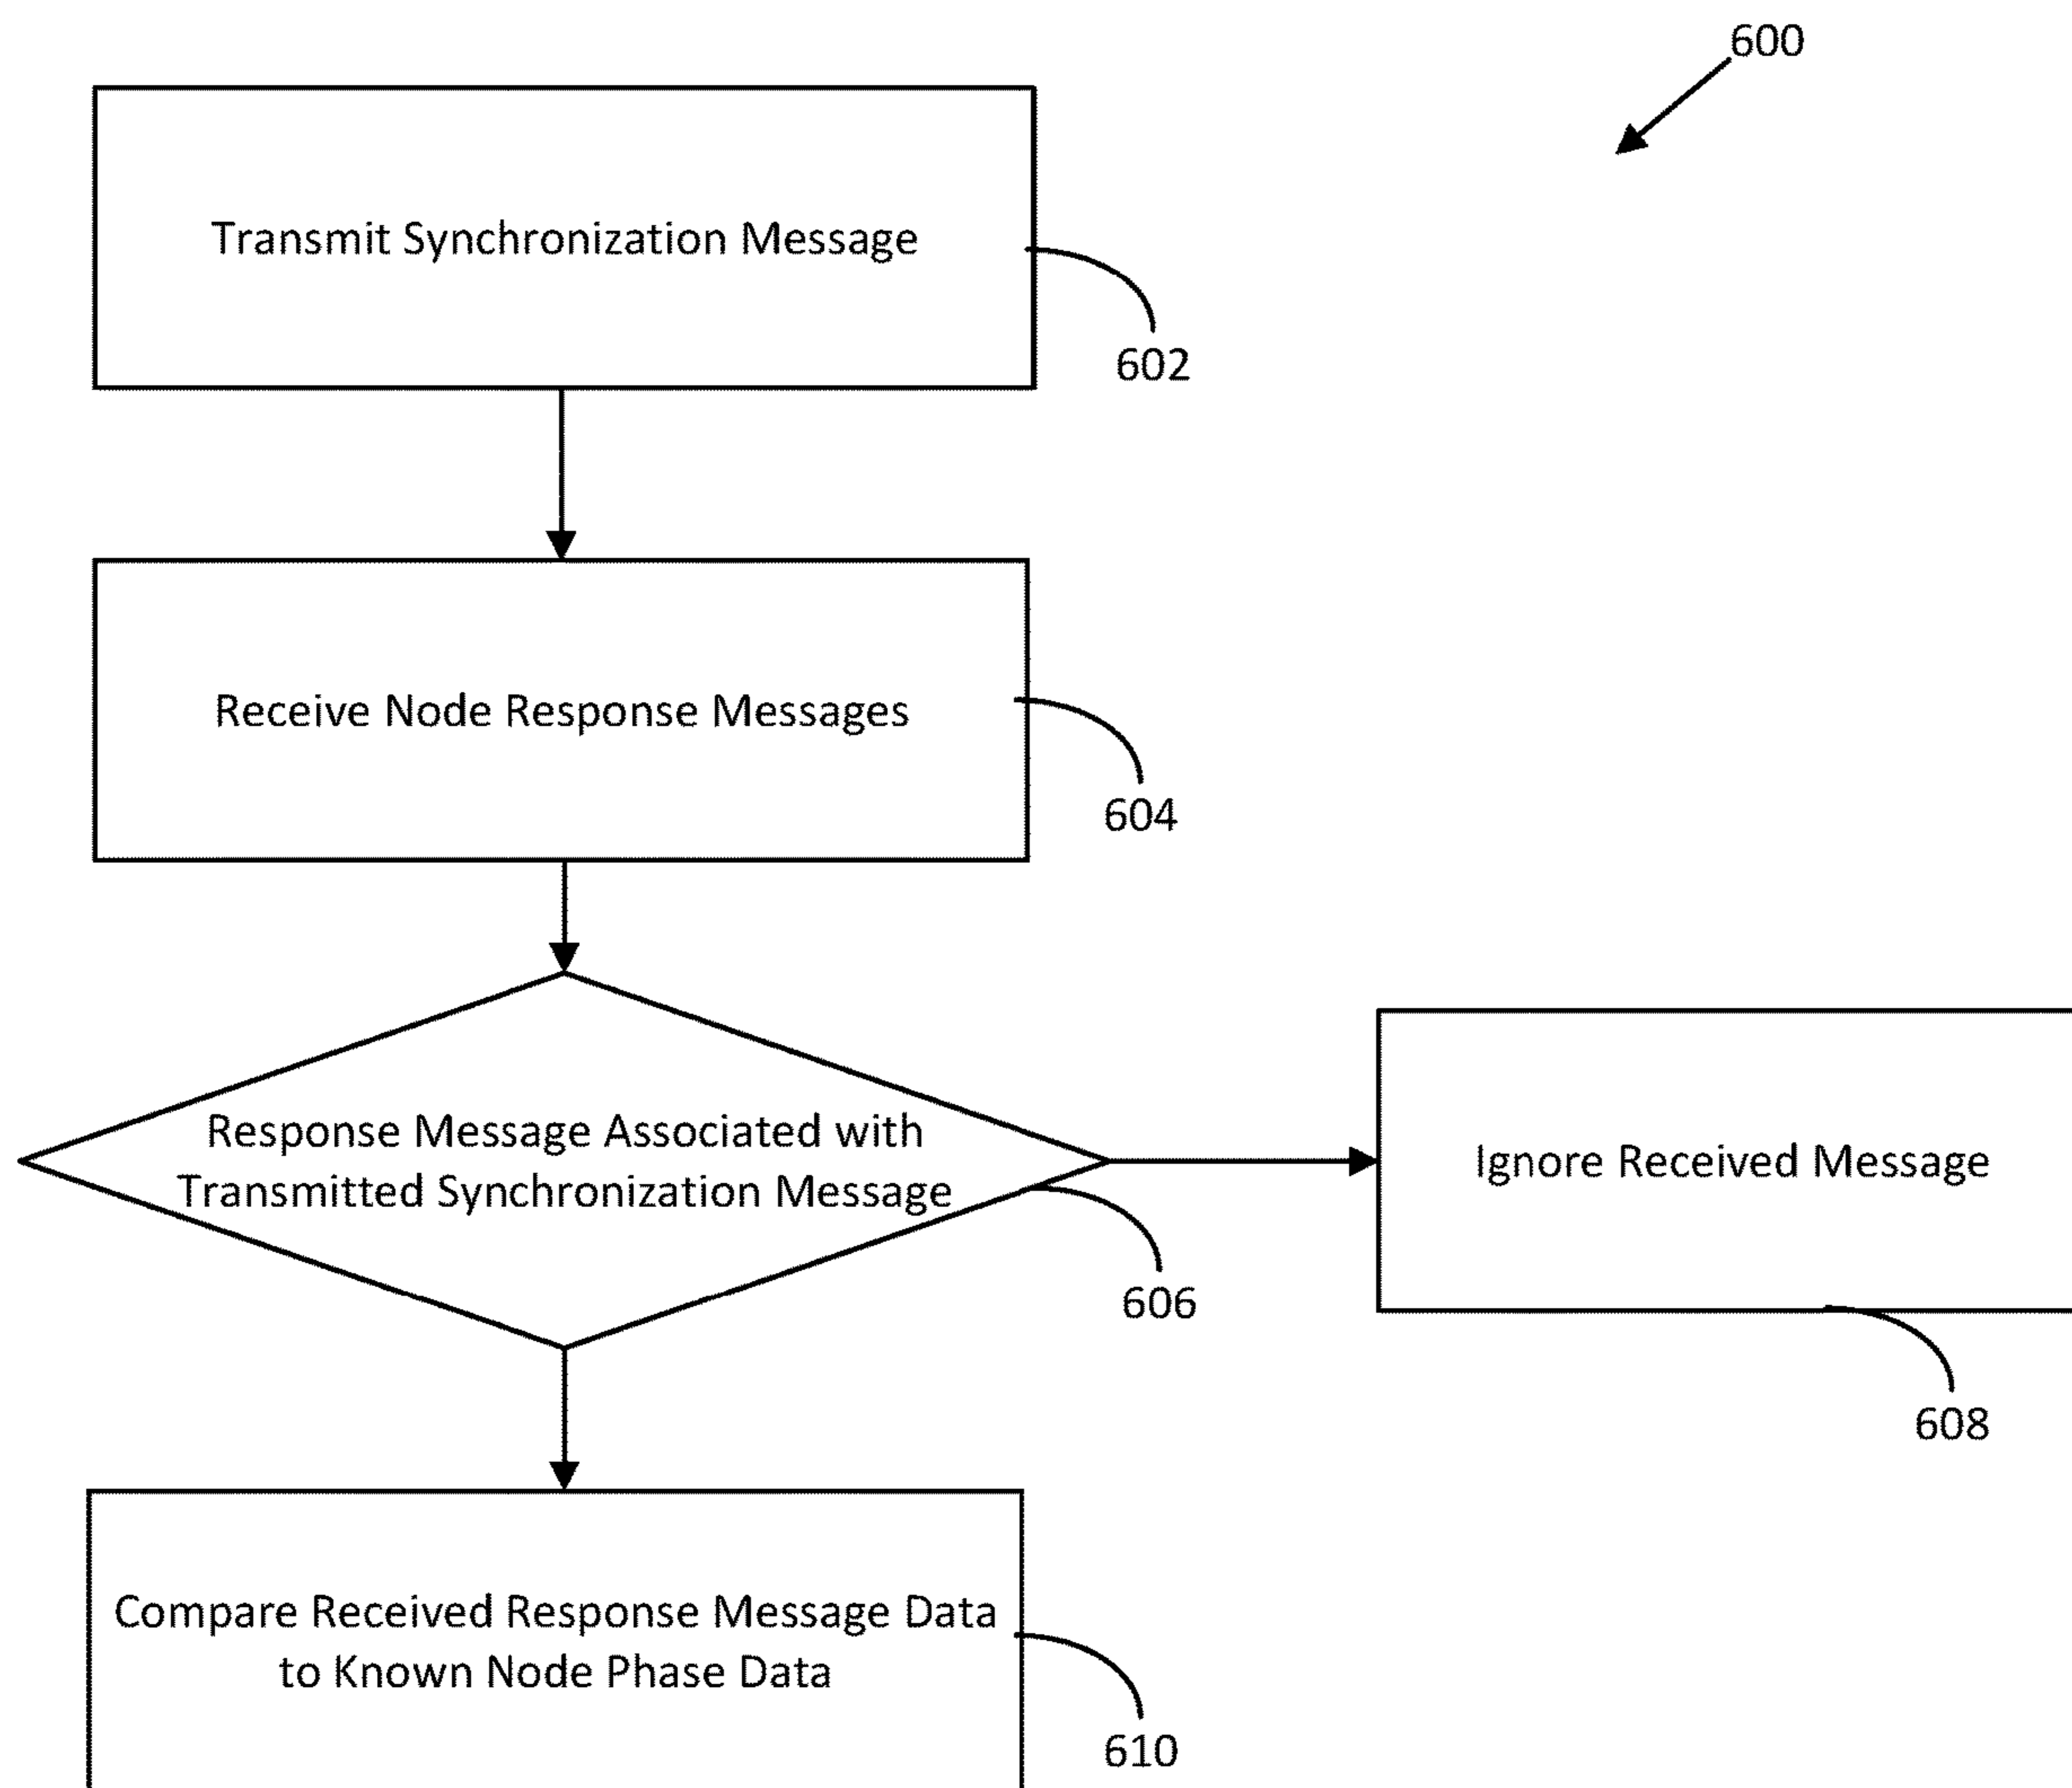 600
Transmit Synchronization Message
602
Receive Node Response Messages
604
Response Message Associated with
Transmitted Synchronization Message
606
Ignore Received Message
608
Compare Received Response Message Data
to Known Node Phase Data
610